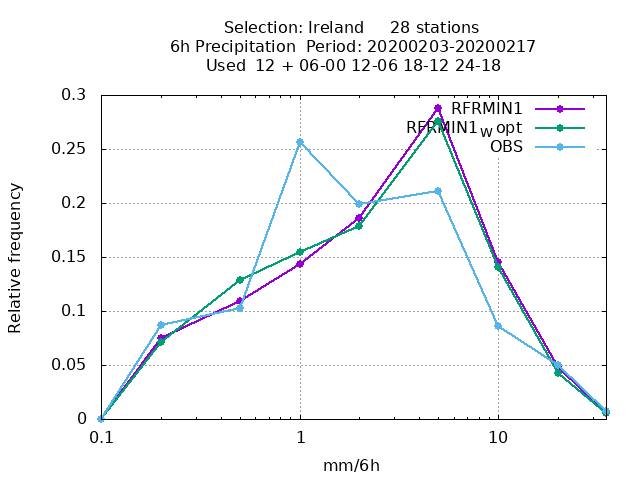 Selection: Ireland     28 stations
6h Precipitation  Period: 20200203-20200217
Used  12 + 06-00 12-06 18-12 24-18
0.3
0.25
0.2
0.15
0.1
0.05
0
RFRMIN1
RFRMIN1w opt
OBS
Relative frequency
0.1
1
10
mm/6h